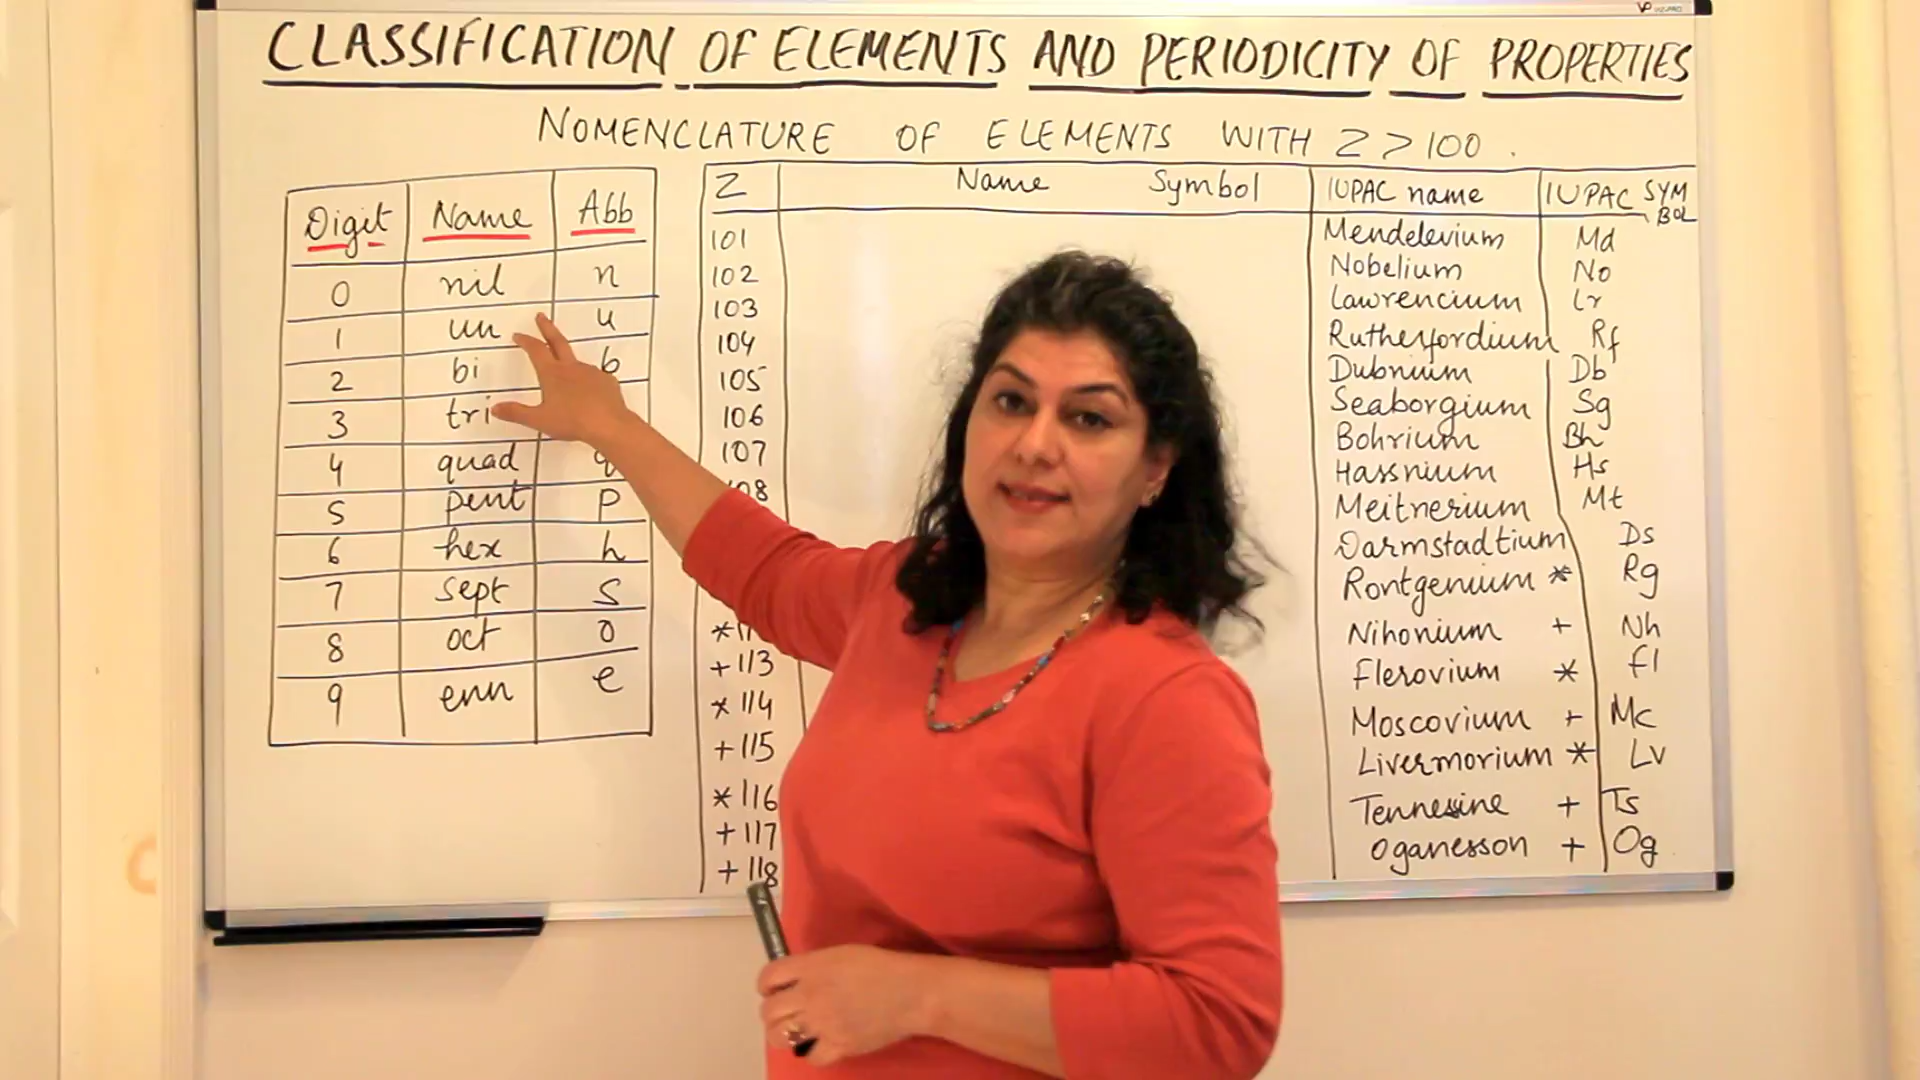 CLASSIFICATION OF ELEMENTS AND PERIODICITY OF PROPERTIES
NOMENCLATURE OF ELEMENTS WITH Z > 100.
Digit Name Abb
0 nil n
1 un u
2 bi b
3 tri
4 quad q
5 pent p
6 hex h
7 sept s
8 oct o
9 enn e
Z Name Symbol IUPAC name IUPAC SYMBOL
101 Mendelevium Md
102 Nobelium No
103 Lawrencium Lr
104 Rutherfordium Rf
105 Dubnium Db
106 Seaborgium Sg
107 Bohrium Bh
108 Hassnium Hs
Meitnerium Mt
Darmstadtium Ds
Rontgenium * Rg
* 11
+ 113 Nihonium + Nh
* 114 Flerovium * Fl
+ 115 Moscovium + Mc
* 116 Livermorium * Lv
+ 117 Tennessine + Ts
+ 118 Oganesson + Og